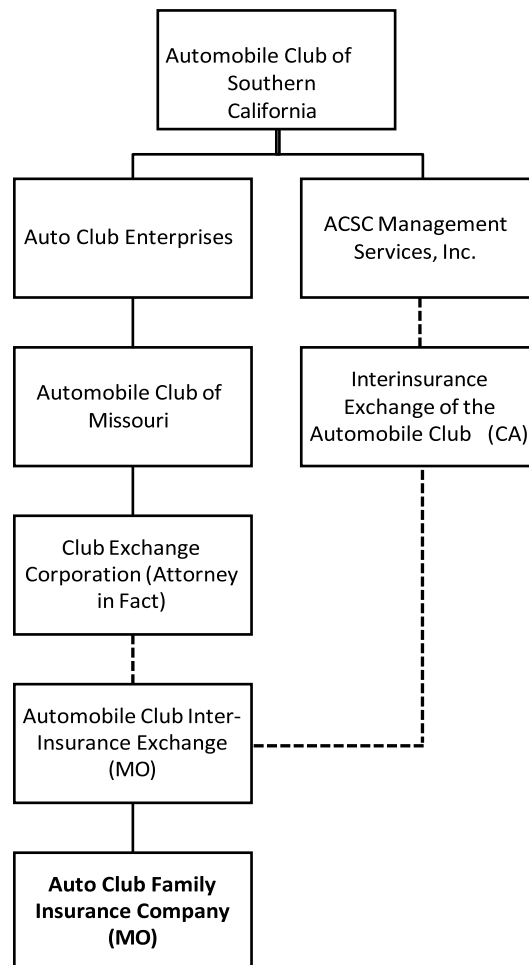 Automobile Club of
Southern
California
Auto Club Enterprises
ACSC Management
Services, Inc.
Automobile Club of
Missouri
Interinsurance
Exchange of the
Automobile Club (CA)
Club Exchange
Corporation (Attorney
in Fact)
Automobile Club Inter-
Insurance Exchange
(MO)
Auto Club Family
Insurance Company
(MO)